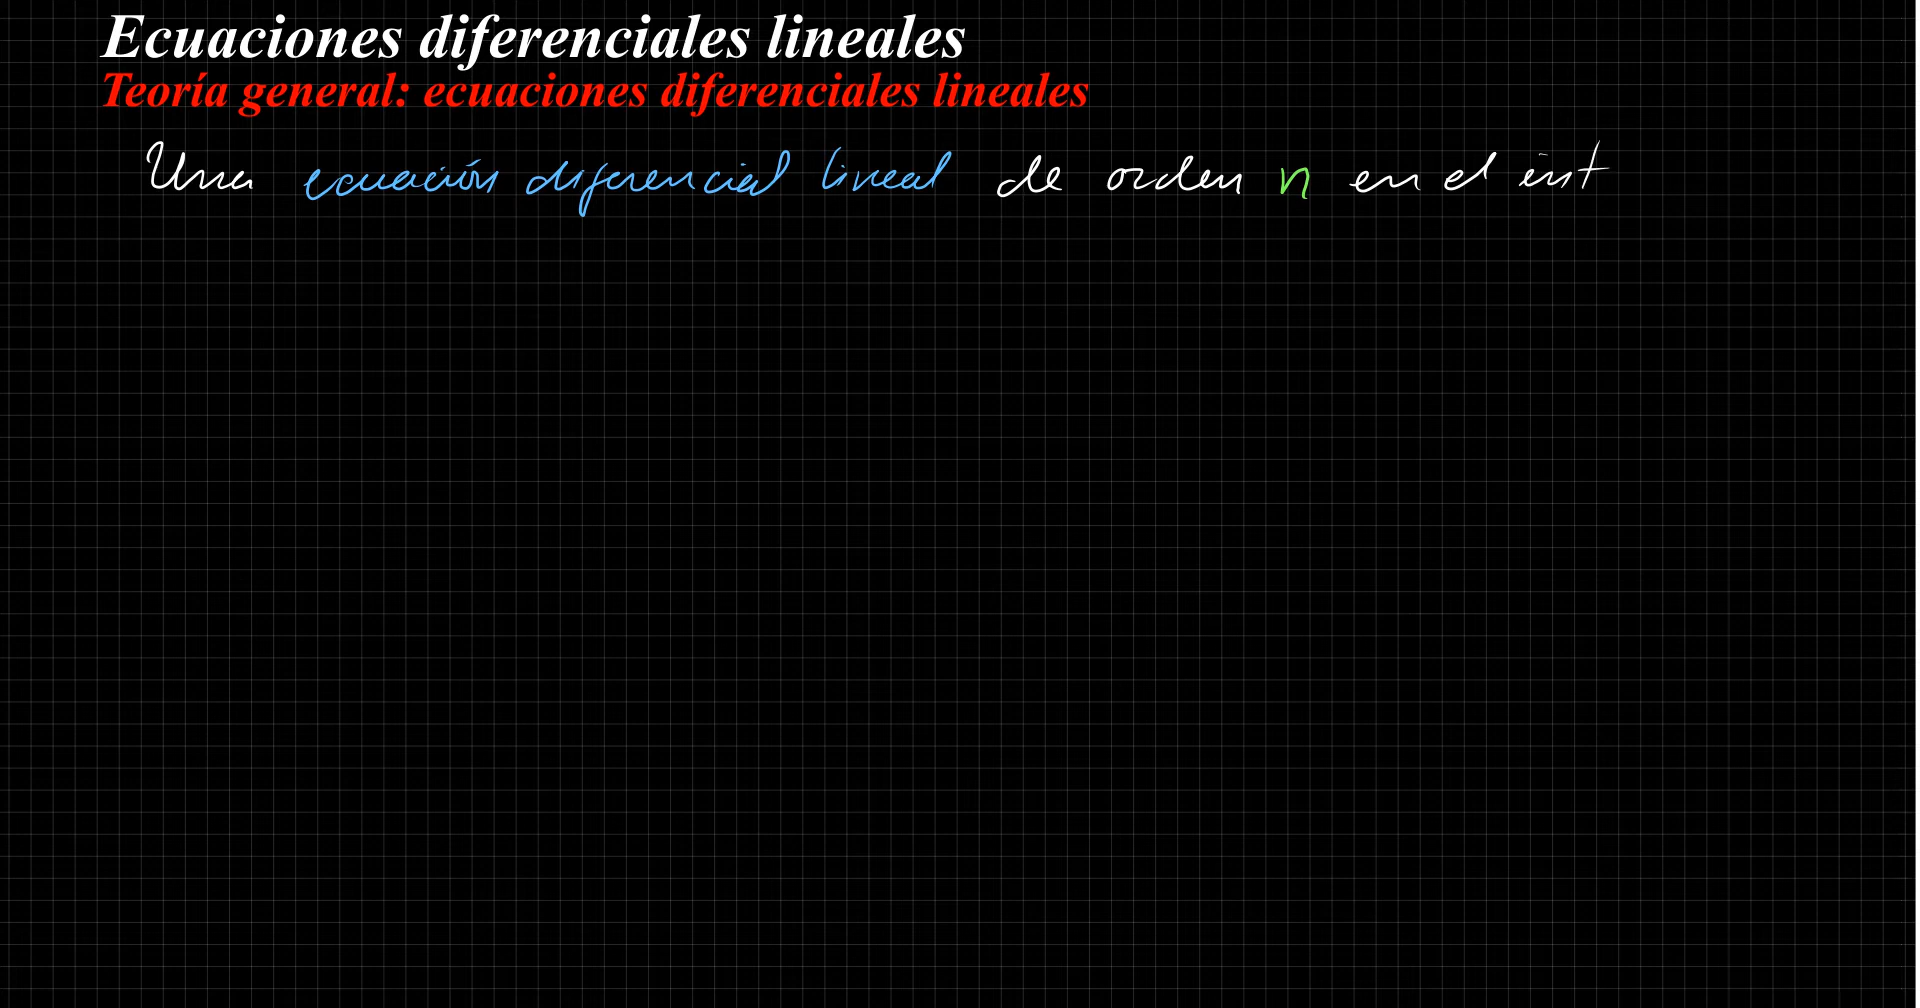 Ecuaciones diferenciales lineales
Teoría general: ecuaciones diferenciales lineales
Una ecuación diferencial lineal de orden n en el int